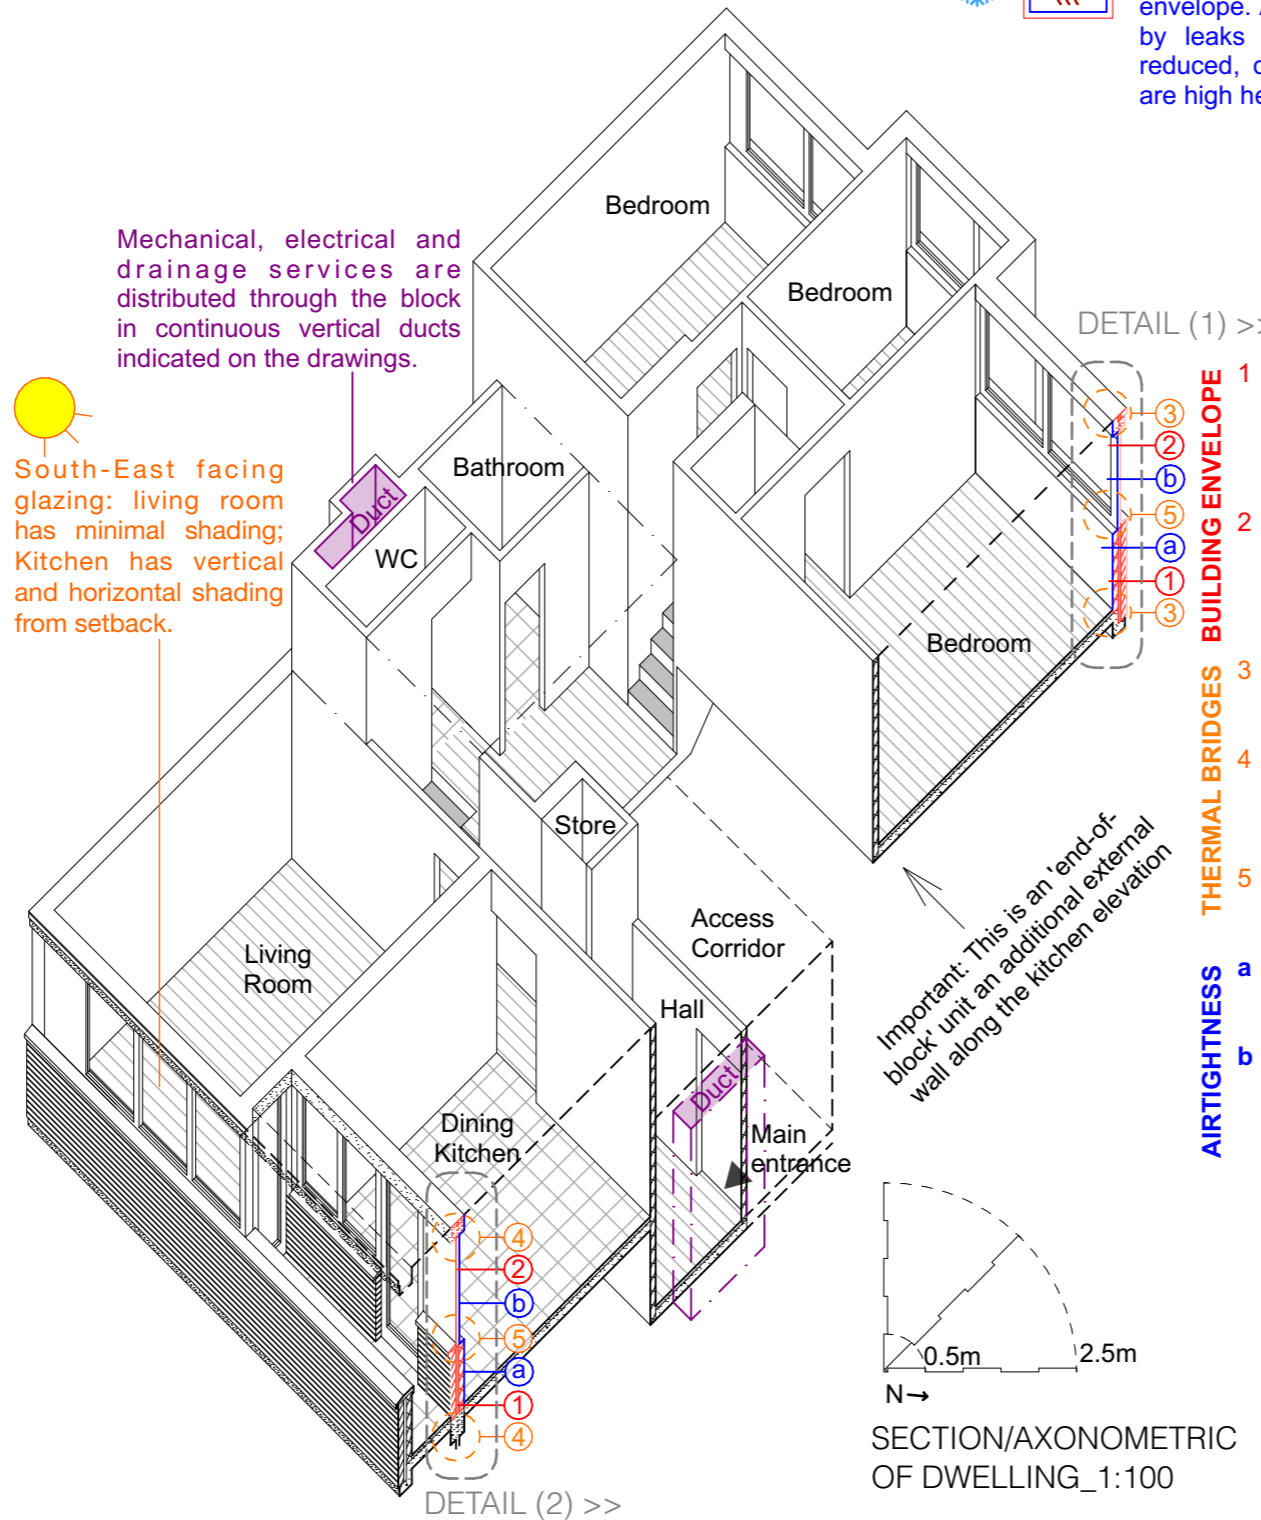 envelope. A
by leaks
reduced, c
are high he
Bedroom
Mechanical, electrical and
drainage services are
distributed through the block
in continuous vertical ducts
indicated on the drawings.
Bedroom
DETAIL (1) >>
BUILDING ENVELOPE
1
2
3
2
b
5
a
1
3
South-East facing
glazing: living room
has minimal shading;
Kitchen has vertical
and horizontal shading
from setback.
Bathroom
Duct
WC
Bedroom
THERMAL BRIDGES
3
4
5
Store
Important: This is an 'end-of-
block' unit an additional external
wall along the kitchen elevation
Access
Corridor
Living
Room
Hall
AIRTIGHTNESS
a
b
Duct
Dining
Kitchen
Main
entrance
4
2
b
5
a
1
4
0.5m
2.5m
N→
SECTION/AXONOMETRIC
OF DWELLING_1:100
DETAIL (2) >>